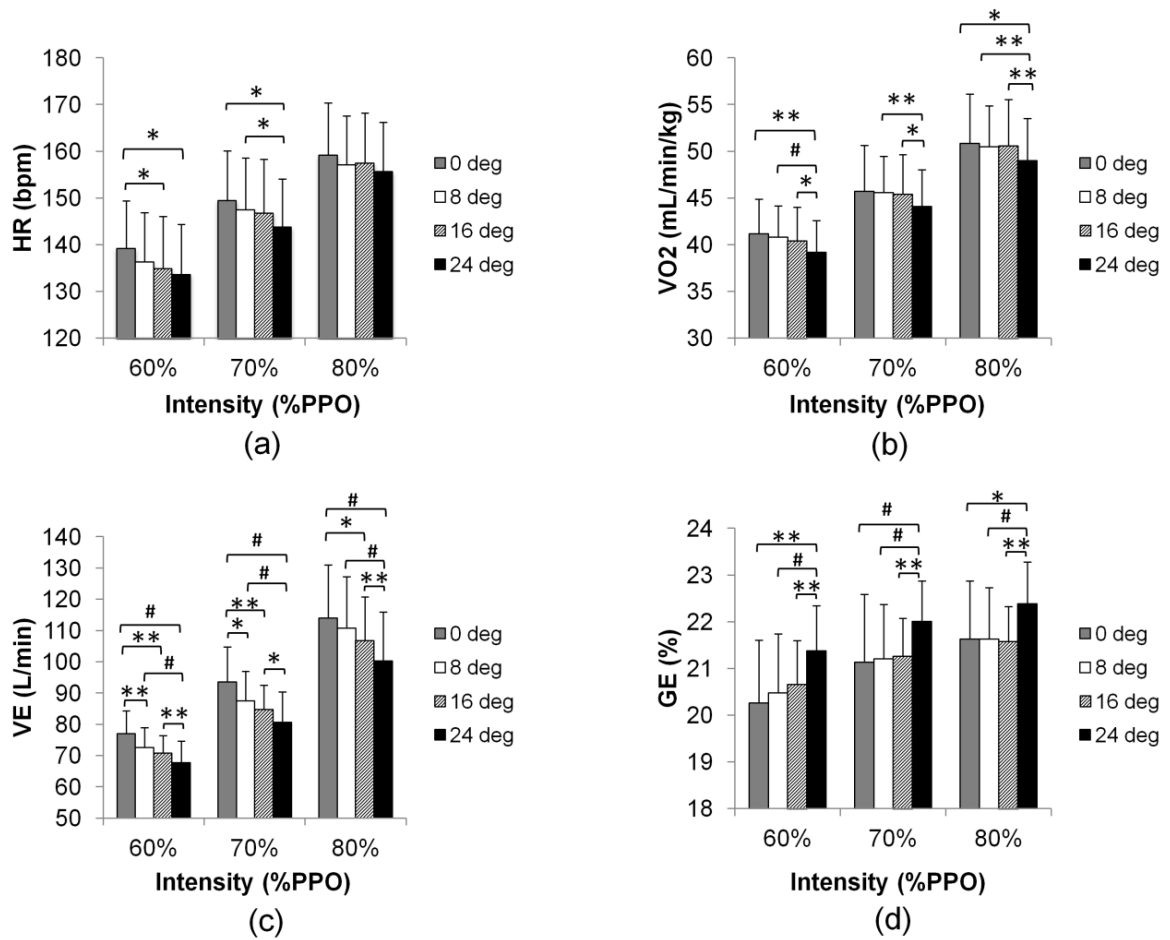 180
170
160
150
140
130
120
HR (bpm)
*
*
*
*
0 deg
8 deg
16 deg
24 deg
60% 70% 80%
Intensity (%PPO)
(a)
60
55
50
45
40
35
30
VO2 (mL/min/kg)
*
**
**
**
*
**
#
*
0 deg
8 deg
16 deg
24 deg
60% 70% 80%
Intensity (%PPO)
(b)
140
130
120
110
100
90
80
70
60
50
VE (L/min)
#
*
#
**
#
#
**
*
*
#
**
#
**
**
0 deg
8 deg
16 deg
24 deg
60% 70% 80%
Intensity (%PPO)
(c)
24
23
22
21
20
19
18
GE (%)
*
#
**
#
#
**
**
#
**
0 deg
8 deg
16 deg
24 deg
60% 70% 80%
Intensity (%PPO)
(d)